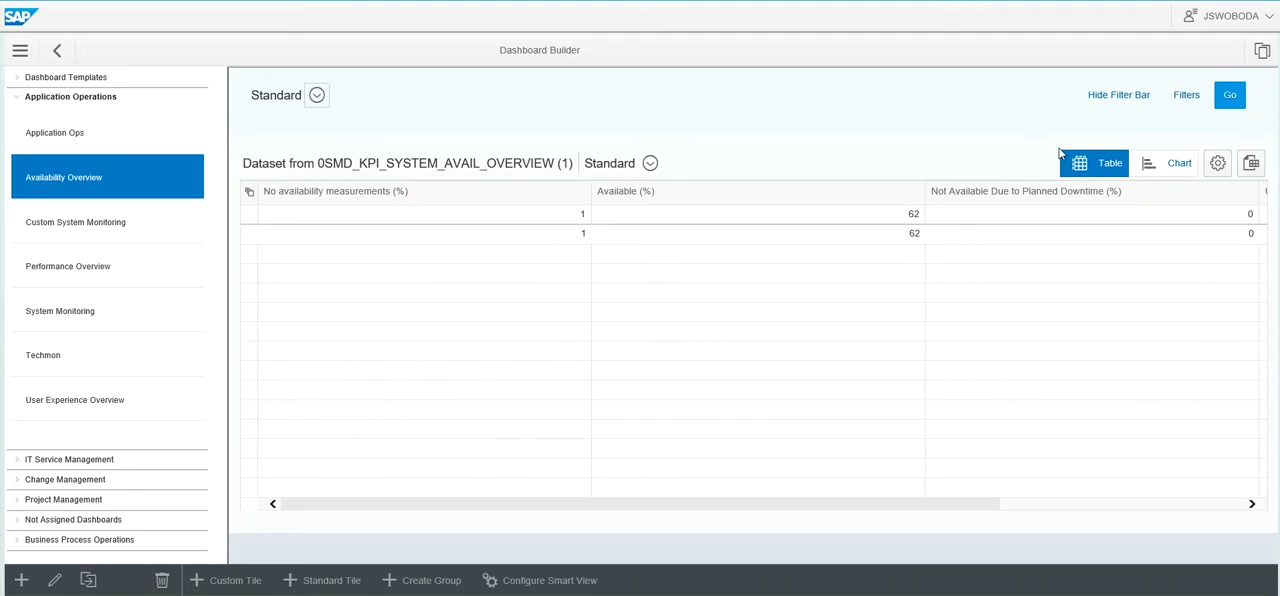 SAP
JSWOBODA
Dashboard Builder
Dashboard Templates
Application Operations
Application Ops
Availability Overview
Custom System Monitoring
Performance Overview
System Monitoring
Techmon
User Experience Overview
IT Service Management
Change Management
Project Management
Not Assigned Dashboards
Business Process Operations
Standard
Hide Filter Bar Filters Go
Dataset from 0SMD_KPI_SYSTEM_AVAIL_OVERVIEW (1) Standard
Table Chart
No availability measurements (%) Available (%) Not Available Due to Planned Downtime (%)
1 62 0
1 62 0
Custom Tile Standard Tile Create Group Configure Smart View